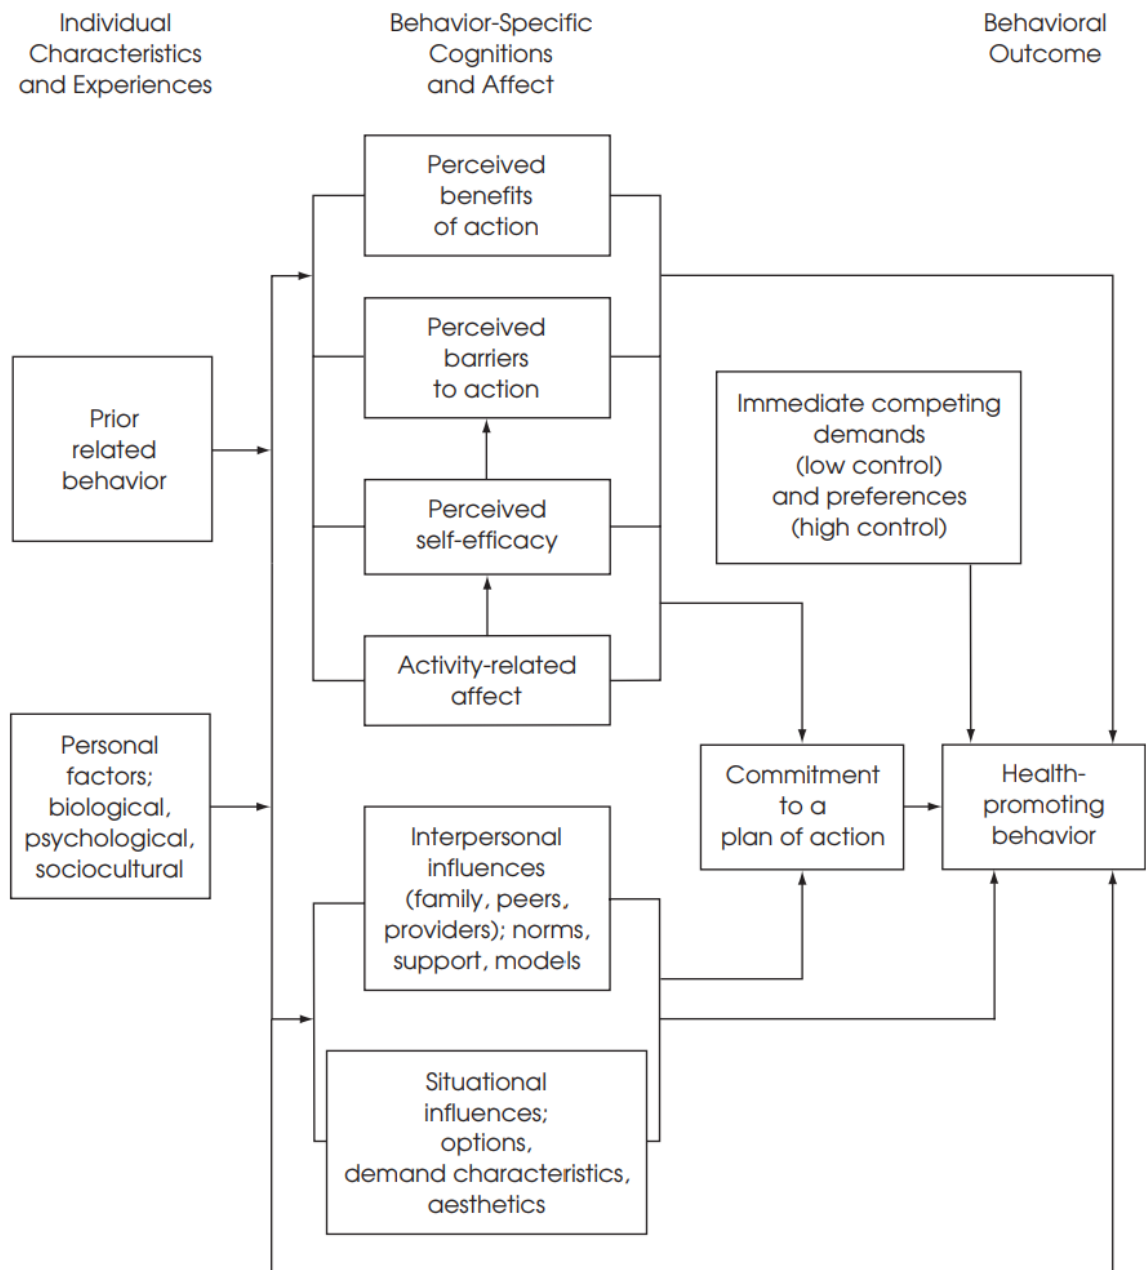 Individual
Characteristics
and Experiences
Behavior-Specific
Cognitions
and Affect
Behavioral
Outcome
Perceived
benefits
of action
Perceived
barriers
to action
Prior
related
behavior
Immediate competing
demands
(low control)
and preferences
(high control)
Perceived
self-efficacy
Activity-related
affect
Personal
factors;
biological,
psychological,
sociocultural
Commitment
to a
plan of action
Health-
promoting
behavior
Interpersonal
influences
(family, peers,
providers); norms,
support, models
Situational
influences;
options,
demand characteristics,
aesthetics